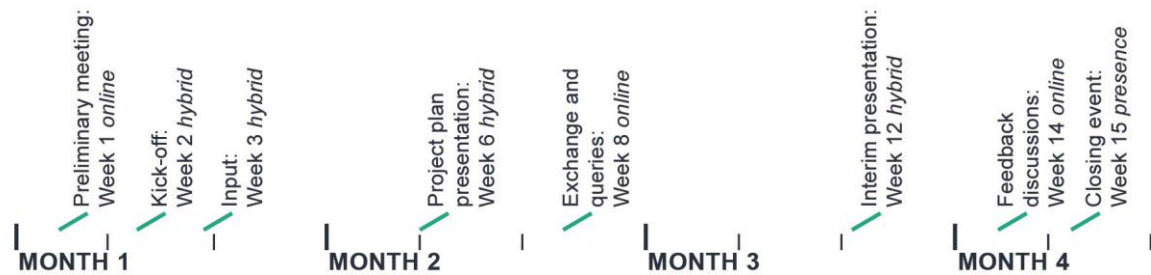 Preliminary meeting:
Week 1 online
Kick-off:
Week 2 hybrid
Input:
Week 3 hybrid
Project plan
presentation:
Week 6 hybrid
Exchange and
queries:
Week 8 online
Interim presentation:
Week 12 hybrid
Feedback
discussions:
Week 14 online
Closing event:
Week 15 presence
MONTH 1
MONTH 2
MONTH 3
MONTH 4